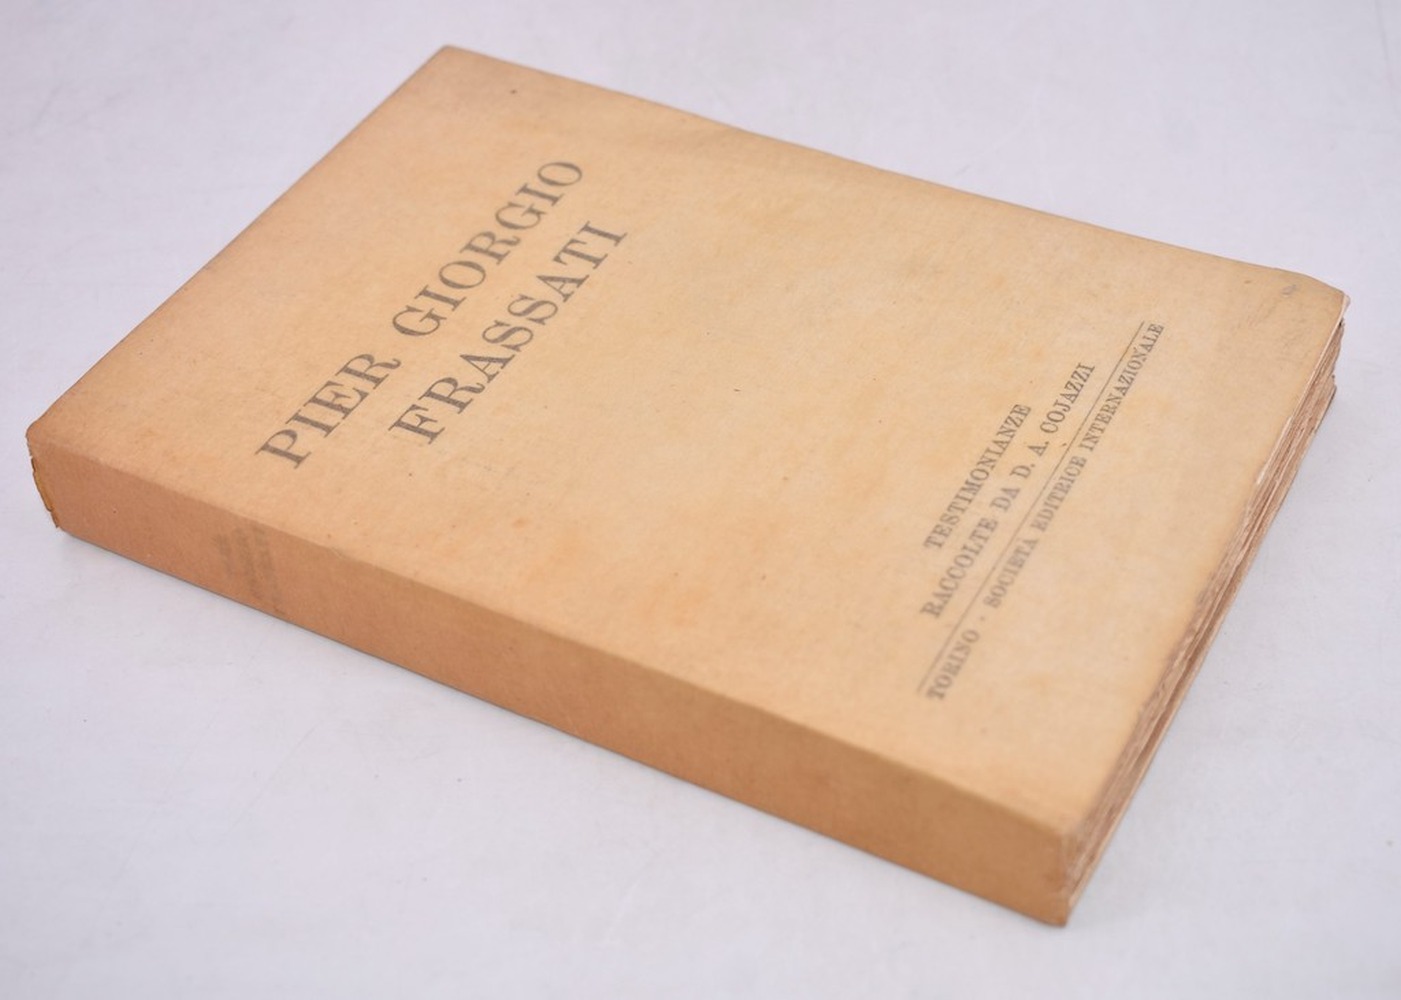 PIER GIORGIO
FRASSATI
TESTIMONIANZE
RACCOLTE DA D. A. COJAZZI
TORINO - SOCIETÀ EDITRICE INTERNAZIONALE